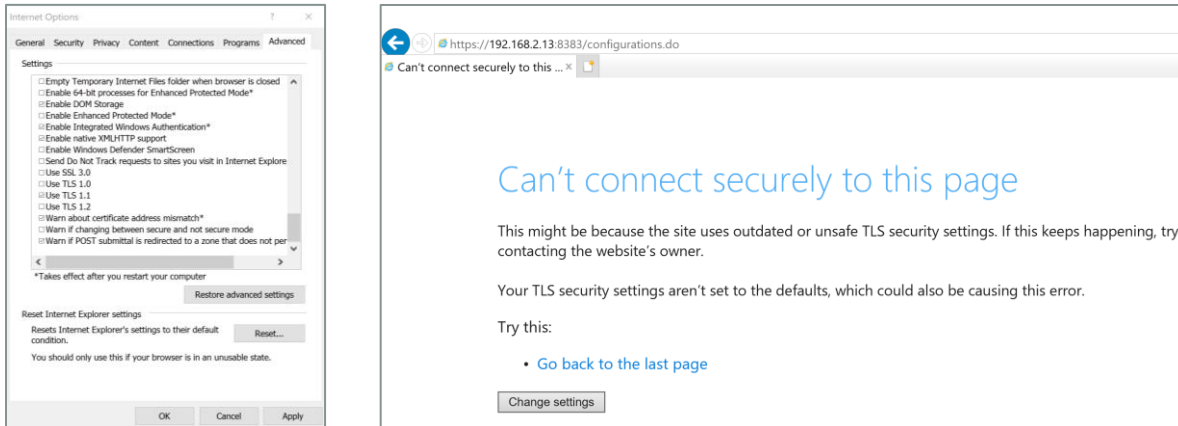 Internet Options ? ×
General Security Privacy Content Connections Programs Advanced
Settings
Empty Temporary Internet Files folder when browser is closed
Enable 64-bit processes for Enhanced Protected Mode*
Enable DOM Storage
Enable Enhanced Protected Mode*
Enable Integrated Windows Authentication*
Enable native XMLHTTP support
Enable Windows Defender SmartScreen
Send Do Not Track requests to sites you visit in Internet Explore
Use SSL 3.0
Use TLS 1.0
Use TLS 1.1
Use TLS 1.2
Warn about certificate address mismatch*
Warn if changing between secure and not secure mode
Warn if POST submittal is redirected to a zone that does not per
*Takes effect after you restart your computer
Restore advanced settings
Reset Internet Explorer settings
Resets Internet Explorer's settings to their default
condition.
Reset...
You should only use this if your browser is in an unusable state.
OK Cancel Apply
https://192.168.2.13:8383/configurations.do
Can't connect securely to this ... ×
Can't connect securely to this page
This might be because the site uses outdated or unsafe TLS security settings. If this keeps happening, try
contacting the website's owner.
Your TLS security settings aren't set to the defaults, which could also be causing this error.
Try this:
• Go back to the last page
Change settings